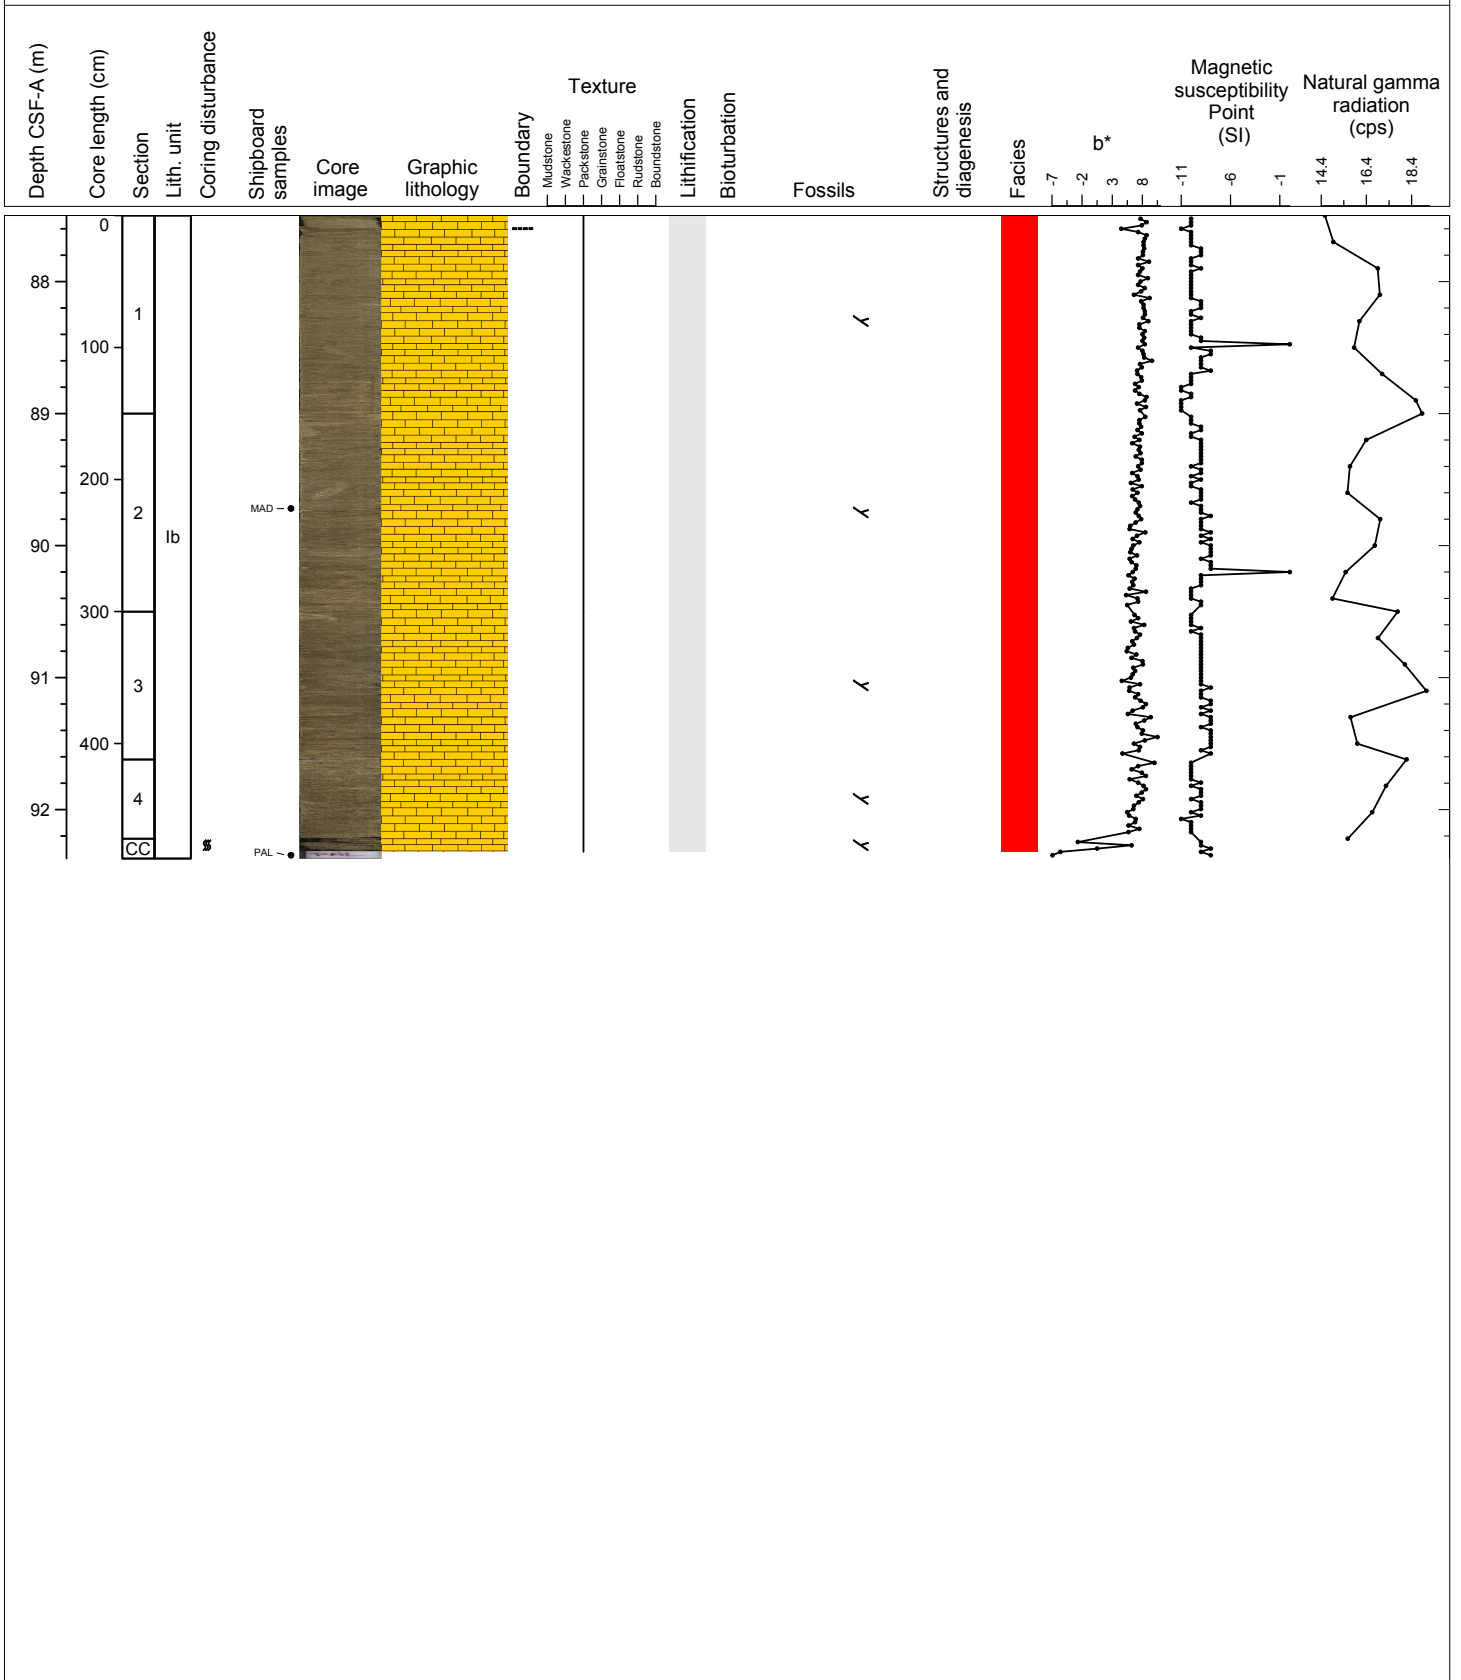 Depth CSF-A (m)
Core length (cm)
Section
Lith. unit
Coring disturbance
Shipboard
samples
Core
image
Graphic
lithology
Boundary
Texture
Mudstone
Wackestone
Packstone
Grainstone
Floatstone
Rudstone
Boundstone
Lithification
Bioturbation
Fossils
Structures and
diagenesis
Facies
b*
-7
-2
3
8
Magnetic
susceptibility
Point
(SI)
-11
-6
-1
Natural gamma
radiation
(cps)
14.4
16.4
18.4
0
88
1
100
89
200
MAD
2
Ib
90
300
91
3
400
4
92
CC
PAL